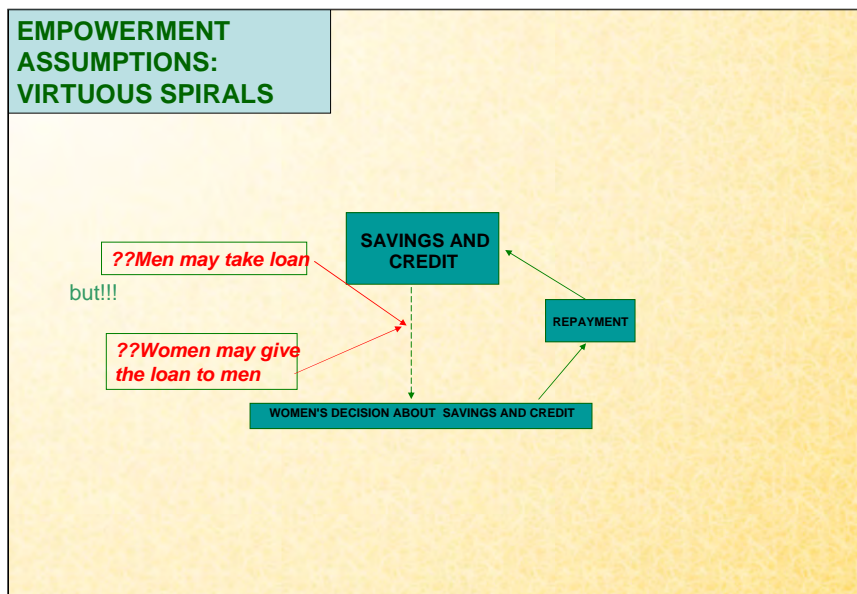 EMPOWERMENT
ASSUMPTIONS:
VIRTUOUS SPIRALS
SAVINGS AND
CREDIT
??Men may take loan
but!!!
REPAYMENT
??Women may give
the loan to men
WOMEN'S DECISION ABOUT SAVINGS AND CREDIT